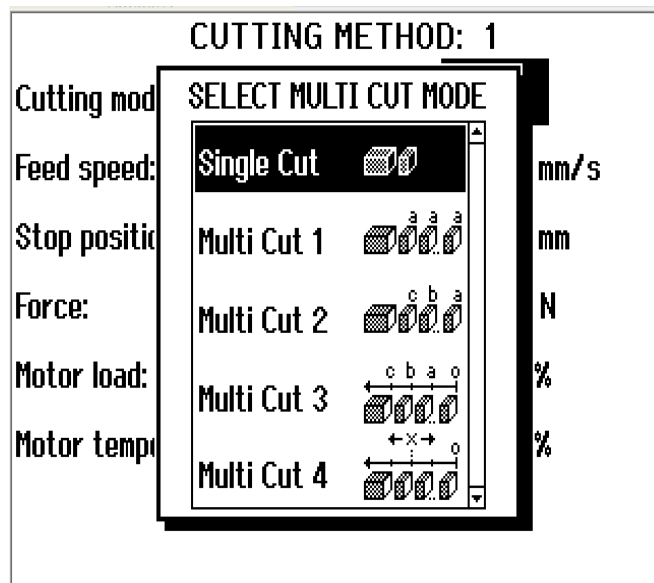 CUTTING METHOD: 1
SELECT MULTI CUT MODE
Cutting mod
Single Cut
Feed speed: mm/s
a a a
Multi Cut 1
Stop positio mm
c b a
Multi Cut 2
Force: N
c b a o
Multi Cut 3
Motor load: %
x o
Multi Cut 4
Motor tempe %